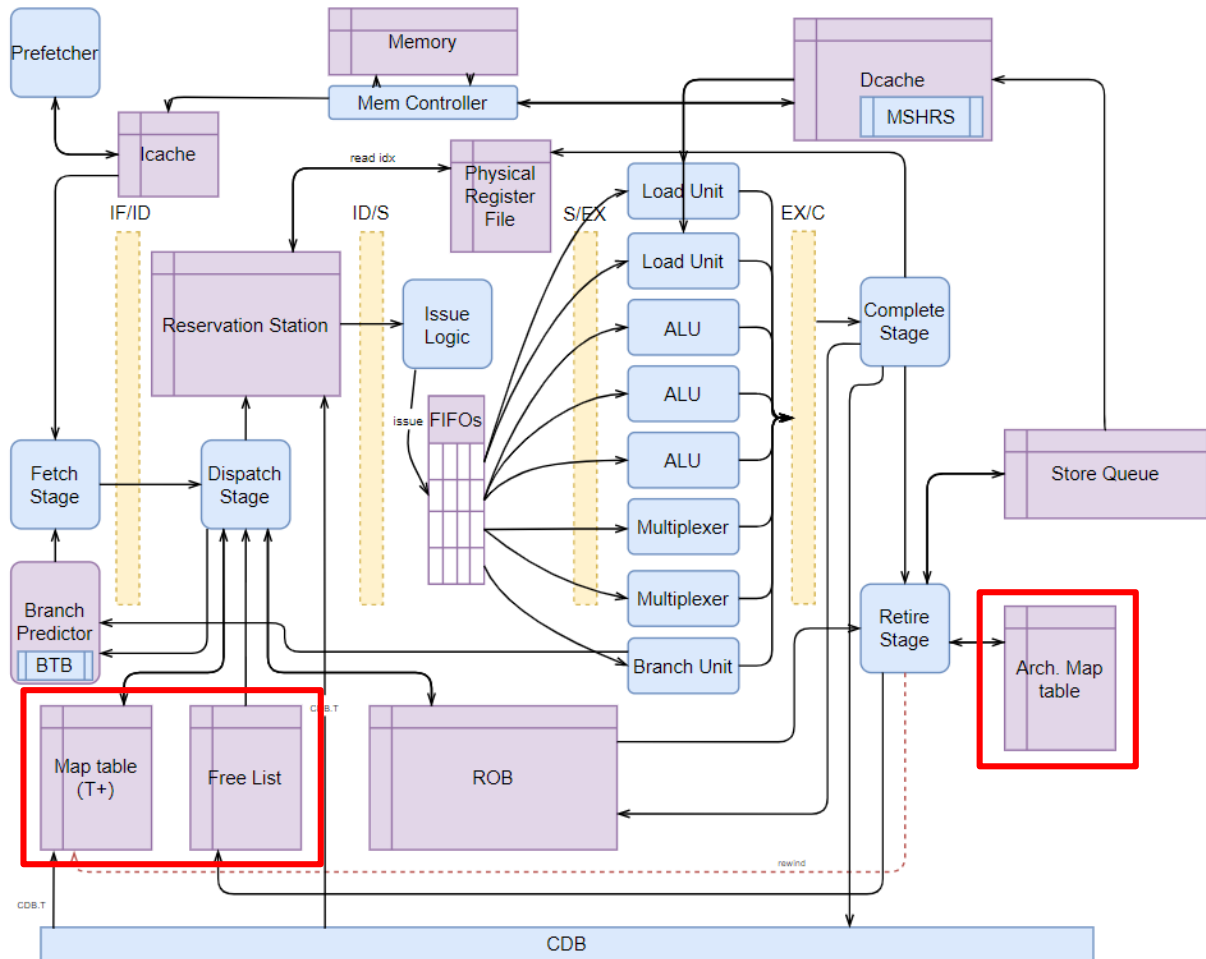 Prefetcher
Memory
Mem Controller
Dcache
MSHRS
Icache
read idx
Physical
Register
File
Load Unit
IF/ID
ID/S
S/EX
EX/C
Load Unit
Reservation Station
Issue
Logic
Complete
Stage
ALU
ALU
issue
FIFOs
ALU
Fetch
Stage
Dispatch
Stage
Store Queue
Multiplexer
Multiplexer
Branch
Predictor
BTB
Retire
Stage
Branch Unit
Arch. Map
table
CDB.T
Map table
(T+)
Free List
ROB
rewind
CDB.T
CDB